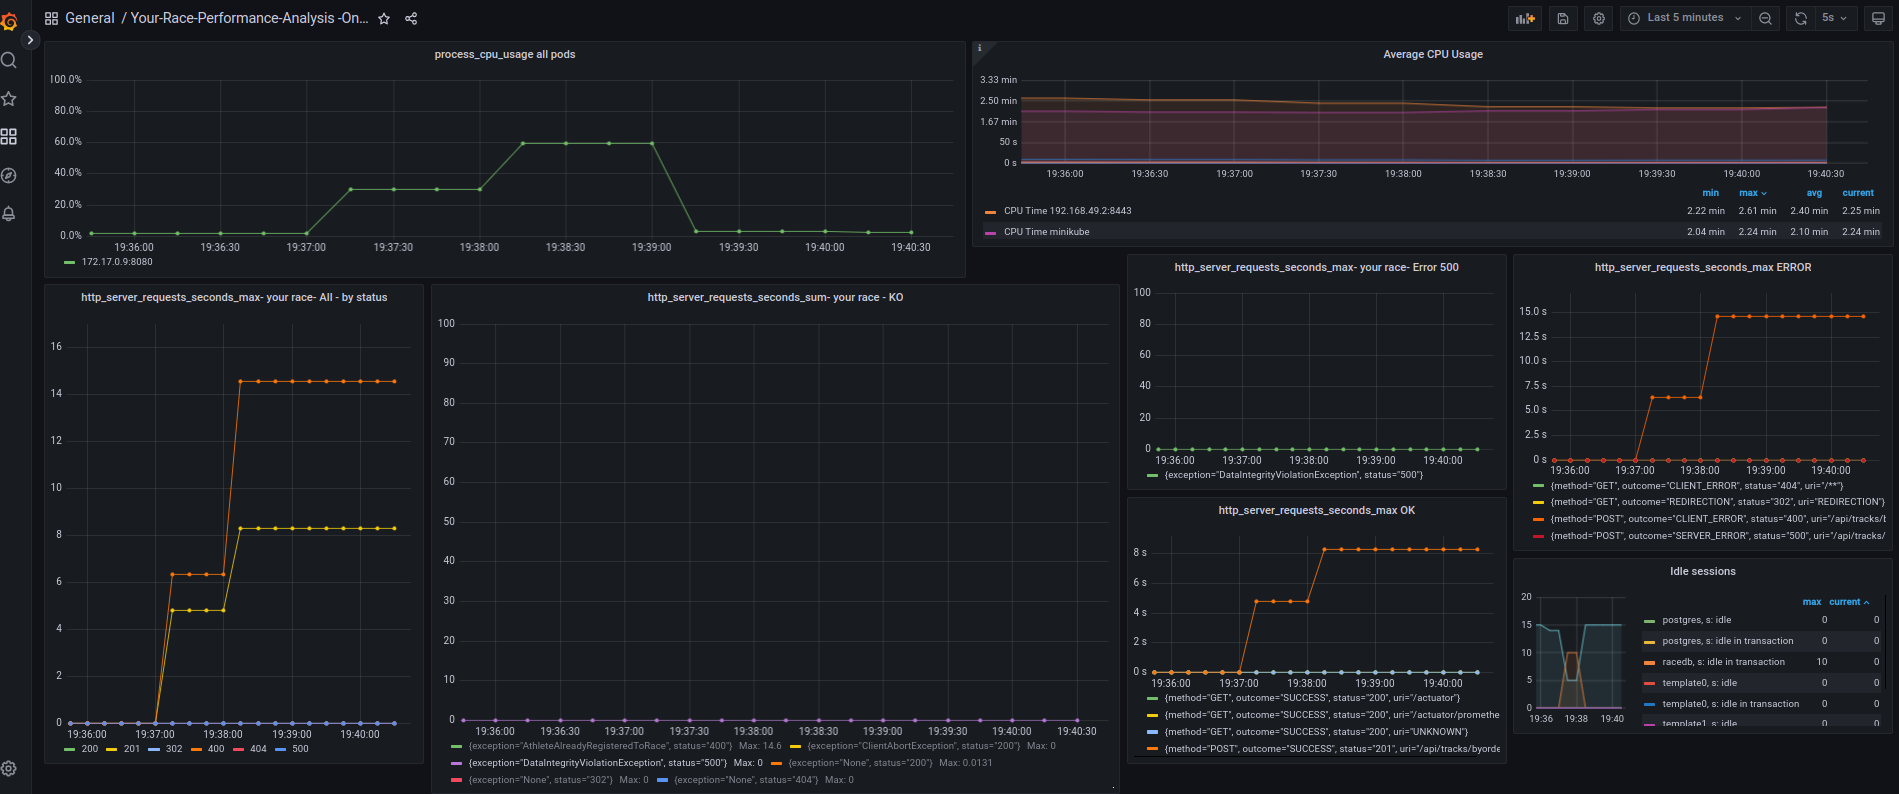 General / Your-Race-Performance-Analysis -On...
Last 5 minutes
5s
process_cpu_usage all pods
100.0%
80.0%
60.0%
40.0%
20.0%
0.0%
19:36:00 19:36:30 19:37:00 19:37:30 19:38:00 19:38:30 19:39:00 19:39:30 19:40:00 19:40:30
172.17.0.9:8080
i
Average CPU Usage
3.33 min
2.50 min
1.67 min
50 s
0 s
19:36:00 19:36:30 19:37:00 19:37:30 19:38:00 19:38:30 19:39:00 19:39:30 19:40:00 19:40:30
min max avg current
CPU Time 192.168.49.2:8443 2.22 min 2.61 min 2.40 min 2.25 min
CPU Time minikube 2.04 min 2.24 min 2.10 min 2.24 min
http_server_requests_seconds_max- your race- All - by status
16
14
12
10
8
6
4
2
0
19:36:00 19:37:00 19:38:00 19:39:00 19:40:00
200 201 302 400 404 500
http_server_requests_seconds_sum- your race - KO
100
90
80
70
60
50
40
30
20
10
0
19:36:00 19:36:30 19:37:00 19:37:30 19:38:00 19:38:30 19:39:00 19:39:30 19:40:00 19:40:30
{exception="AthleteAlreadyRegisteredToRace", status="400"} Max: 14.6 {exception="ClientAbortException", status="200"} Max: 0
{exception="DataIntegrityViolationException", status="500"} Max: 0 {exception="None", status="200"} Max: 0.0131
{exception="None", status="302"} Max: 0 {exception="None", status="404"} Max: 0
http_server_requests_seconds_max- your race- Error 500
100
80
60
40
20
0
19:36:00 19:37:00 19:38:00 19:39:00 19:40:00
{exception="DataIntegrityViolationException", status="500"}
http_server_requests_seconds_max OK
8 s
6 s
4 s
2 s
0 s
19:36:00 19:37:00 19:38:00 19:39:00 19:40:00
{method="GET", outcome="SUCCESS", status="200", uri="/actuator"}
{method="GET", outcome="SUCCESS", status="200", uri="/actuator/promethe
{method="GET", outcome="SUCCESS", status="200", uri="UNKNOWN"}
{method="POST", outcome="SUCCESS", status="201", uri="/api/tracks/byorde
http_server_requests_seconds_max ERROR
15.0 s
12.5 s
10.0 s
7.5 s
5.0 s
2.5 s
0 s
19:36:00 19:37:00 19:38:00 19:39:00 19:40:00
{method="GET", outcome="CLIENT_ERROR", status="404", uri="/**"}
{method="GET", outcome="REDIRECTION", status="302", uri="REDIRECTION"}
{method="POST", outcome="CLIENT_ERROR", status="400", uri="/api/tracks/b
{method="POST", outcome="SERVER_ERROR", status="500", uri="/api/tracks/
Idle sessions
20
15
10
5
0
19:36 19:38 19:40
max current
postgres, s: idle 0 0
postgres, s: idle in transaction 0 0
racedb, s: idle in transaction 10 0
template0, s: idle 0 0
template0, s: idle in transaction 0 0
template1, s: idle 0 0